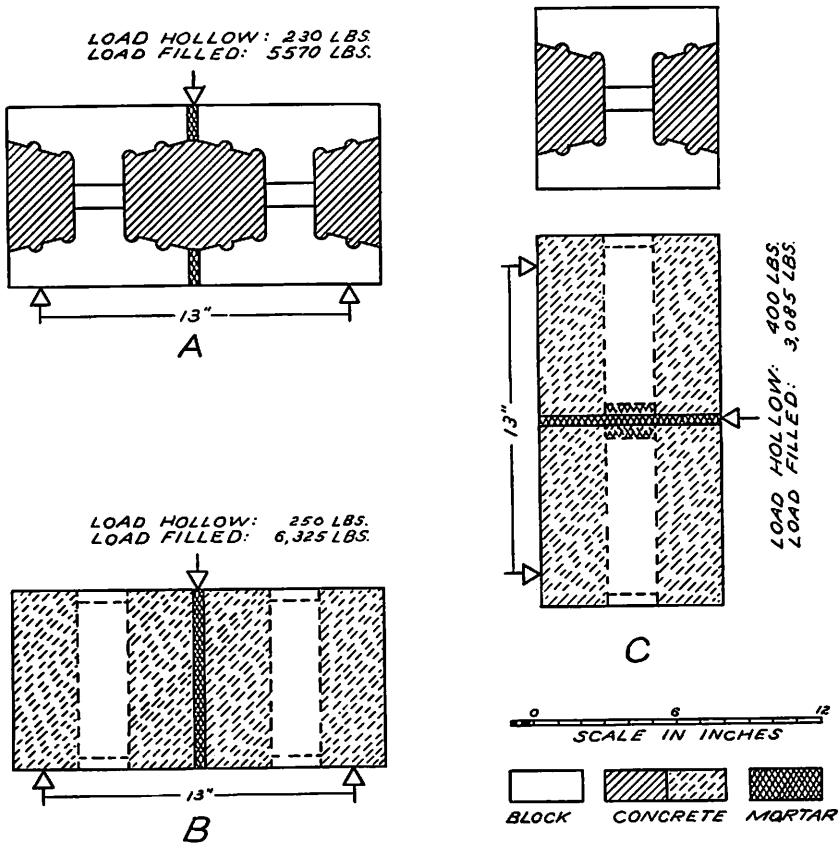 LOAD HOLLOW: 230 LBS.
LOAD FILLED: 5570 LBS.
13"
A
LOAD HOLLOW: 250 LBS.
LOAD FILLED: 6,325 LBS.
13"
B
13"
LOAD HOLLOW: 400 LBS.
LOAD FILLED: 3,085 LBS.
C
0 6 12
SCALE IN INCHES
BLOCK CONCRETE MORTAR